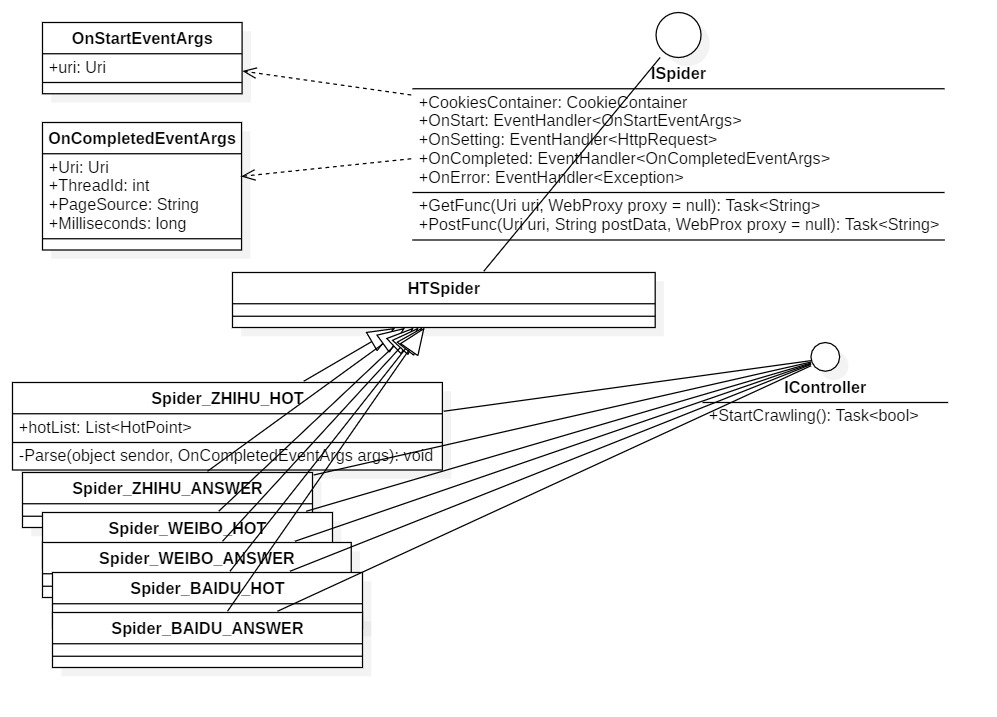 OnStartEventArgs
+uri: Uri
OnCompletedEventArgs
+Uri: Uri
+ThreadId: int
+PageSource: String
+Milliseconds: long
ISpider
+CookiesContainer: CookieContainer
+OnStart: EventHandler<OnStartEventArgs>
+OnSetting: EventHandler<HttpRequest>
+OnCompleted: EventHandler<OnCompletedEventArgs>
+OnError: EventHandler<Exception>
+GetFunc(Uri uri, WebProxy proxy = null): Task<String>
+PostFunc(Uri uri, String postData, WebProx proxy = null): Task<String>
HTSpider
IController
+StartCrawling(): Task<bool>
Spider_ZHIHU_HOT
+hotList: List<HotPoint>
-Parse(object sendor, OnCompletedEventArgs args): void
Spider_ZHIHU_ANSWER
Spider_WEIBO_HOT
Spider_WEIBO_ANSWER
Spider_BAIDU_HOT
Spider_BAIDU_ANSWER